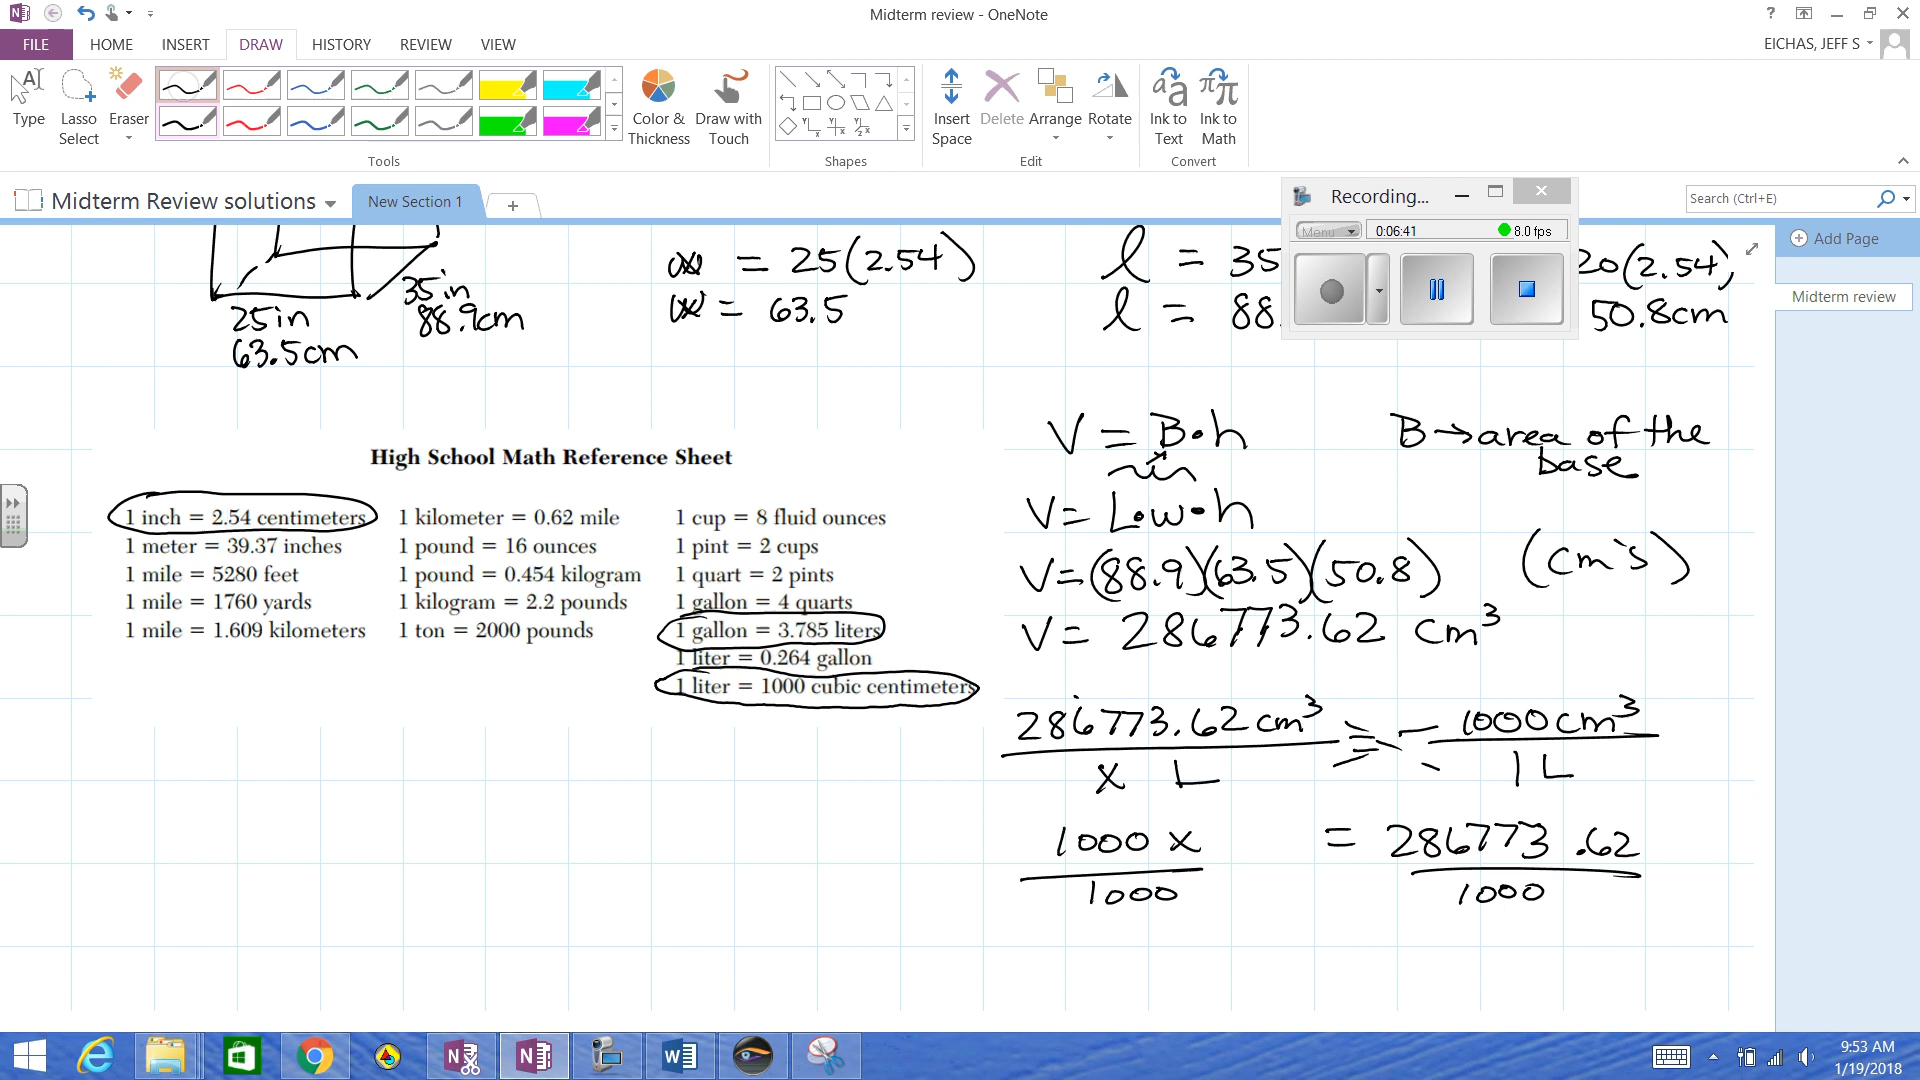 Midterm review - OneNote
FILE HOME INSERT DRAW HISTORY REVIEW VIEW
EICHAS, JEFF S
Type
Lasso Select
Eraser
Color & Thickness
Draw with Touch
Insert Space
Delete
Arrange
Rotate
Ink to Text
Ink to Math
Tools
Shapes
Edit
Convert
Midterm Review solutions
New Section 1
Search (Ctrl+E)
Recording...
Menu
0:06:41
8.0 fps
Add Page
Midterm review
35in
88.9cm
25in
63.5cm
w = 25(2.54)
w = 63.5
l = 35
l = 88.
20(2.54)
50.8cm
V = B•h
B→area of the base
V = L•w•h
V=(88.9)(63.5)(50.8) (cm's)
V= 286773.62 cm³
286773.62 cm³ = 1000 cm³
x L 1 L
1000 x = 286773.62
1000 1000
High School Math Reference Sheet
1 inch = 2.54 centimeters
1 meter = 39.37 inches
1 mile = 5280 feet
1 mile = 1760 yards
1 mile = 1.609 kilometers
1 kilometer = 0.62 mile
1 pound = 16 ounces
1 pound = 0.454 kilogram
1 kilogram = 2.2 pounds
1 ton = 2000 pounds
1 cup = 8 fluid ounces
1 pint = 2 cups
1 quart = 2 pints
1 gallon = 4 quarts
1 gallon = 3.785 liters
1 liter = 0.264 gallon
1 liter = 1000 cubic centimeters
9:53 AM
1/19/2018